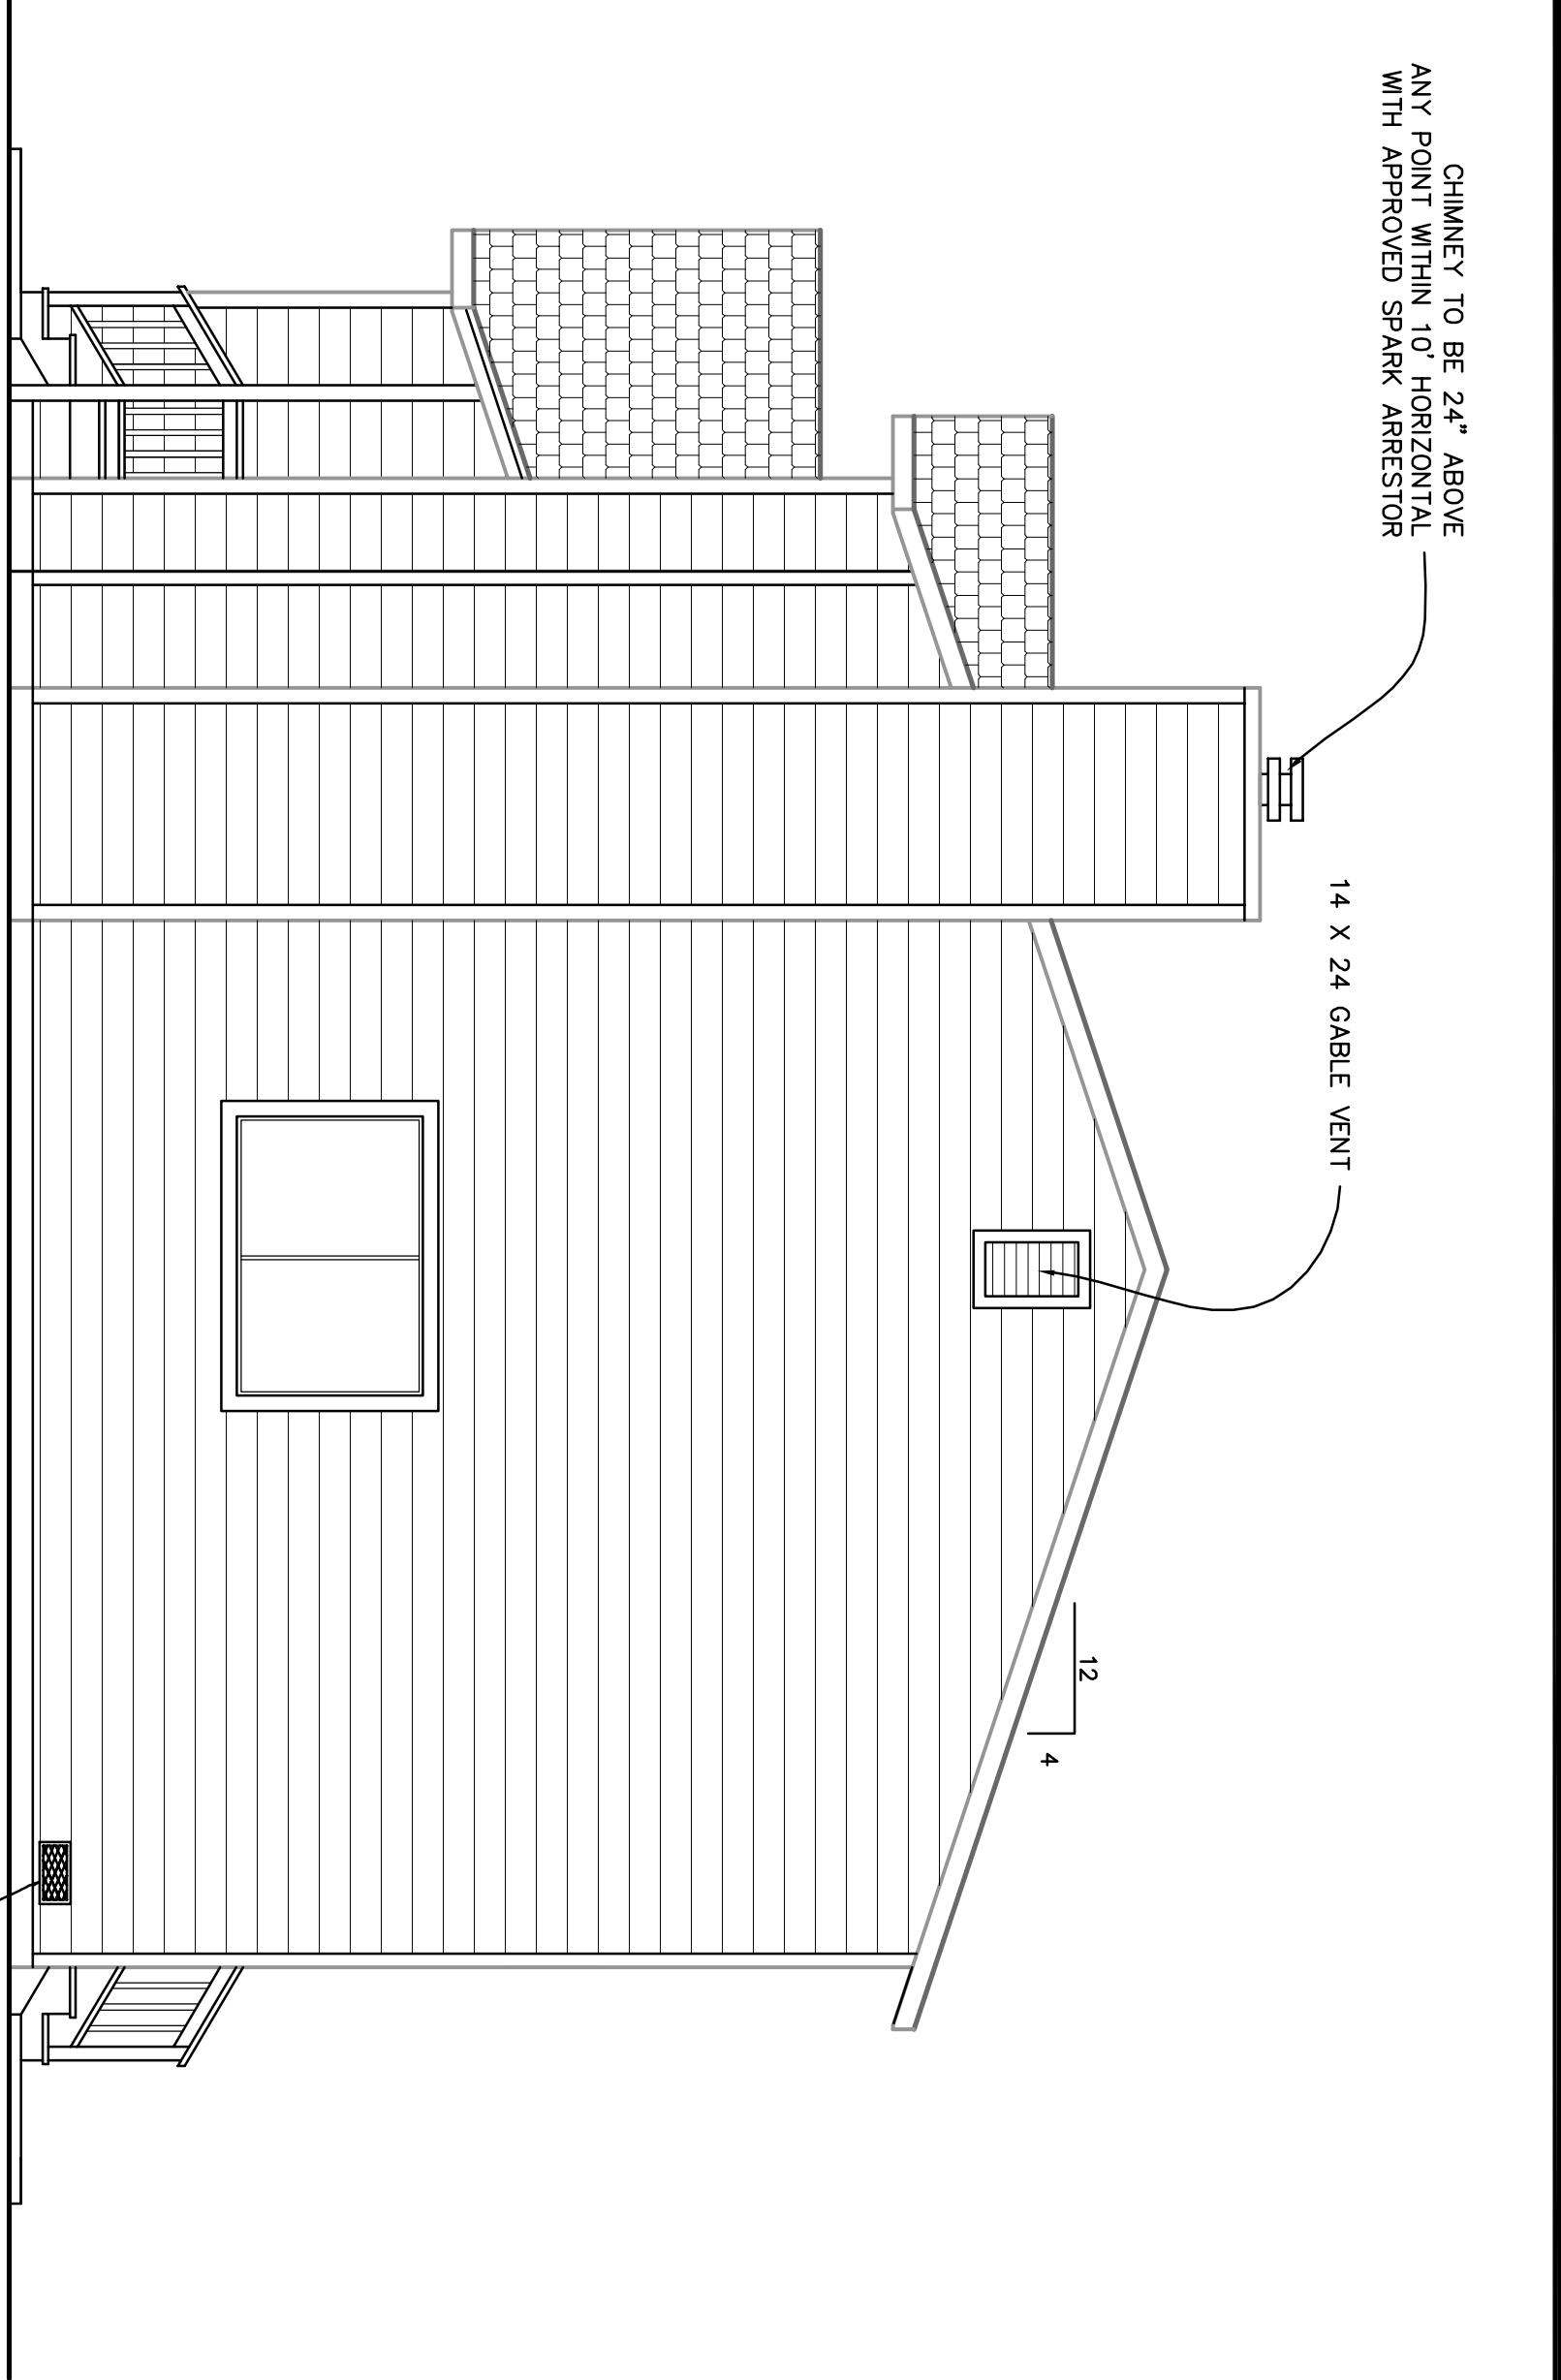 CHIMNEY TO BE 24" ABOVE
ANY POINT WITHIN 10' HORIZONTAL
WITH APPROVED SPARK ARRESTOR
14 X 24 GABLE VENT
12
4